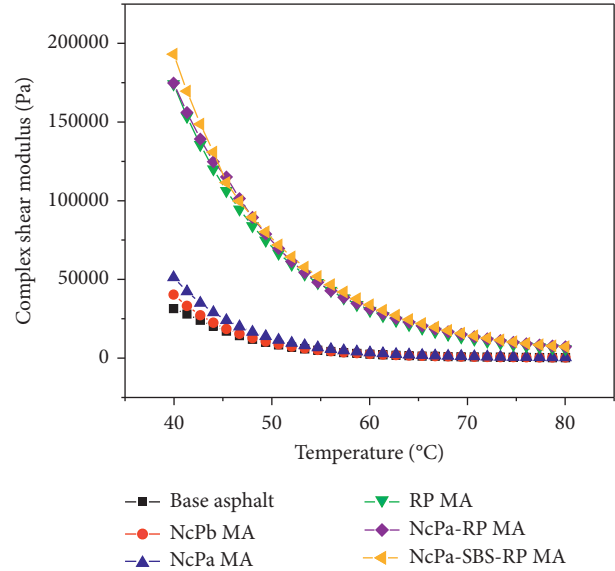 Complex shear modulus (Pa)
200000
150000
100000
50000
0
40
50
60
70
80
Temperature (°C)
Base asphalt
NcPb MA
NcPa MA
RP MA
NcPa-RP MA
NcPa-SBS-RP MA